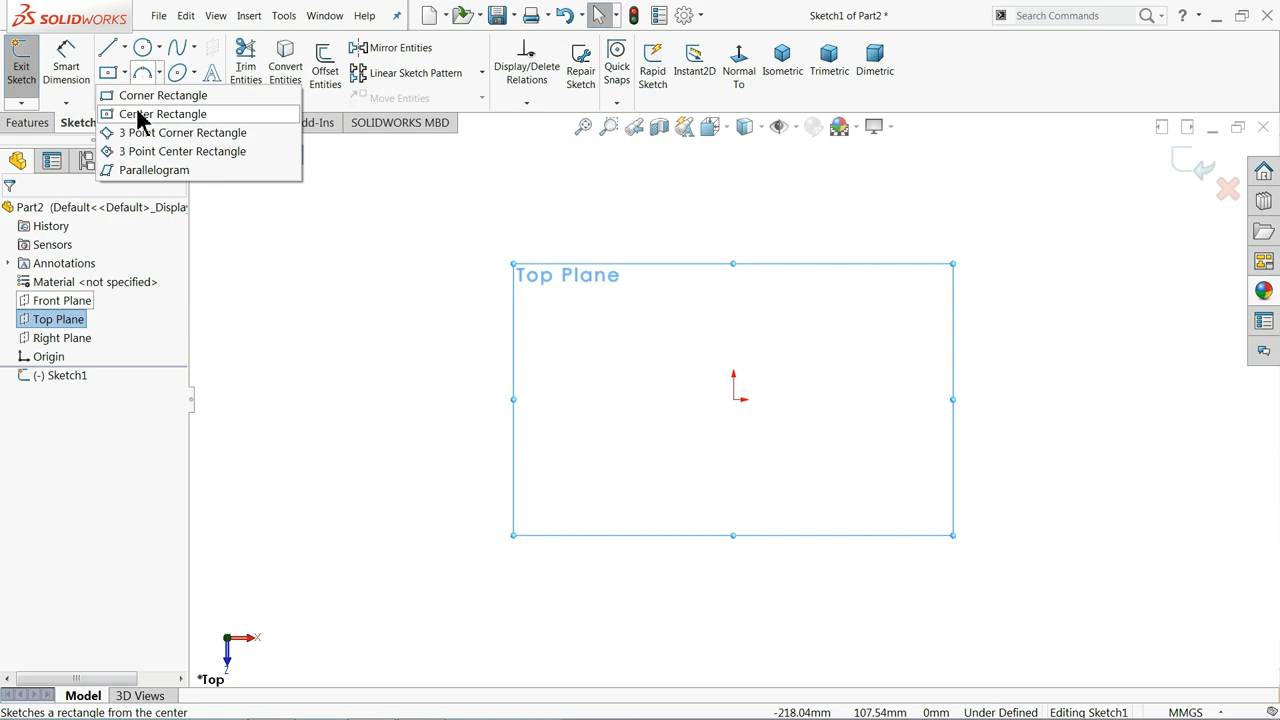 SOLIDWORKS
File Edit View Insert Tools Window Help
Sketch1 of Part2 *
Search Commands
?
Exit Sketch
Smart Dimension
Trim Entities
Convert Entities
Offset Entities
Mirror Entities
Linear Sketch Pattern
Move Entities
Display/Delete Relations
Repair Sketch
Quick Snaps
Rapid Sketch
Instant2D
Normal To
Isometric
Trimetric
Dimetric
Corner Rectangle
Center Rectangle
3 Point Corner Rectangle
3 Point Center Rectangle
Parallelogram
Features
Sketch
dd-Ins
SOLIDWORKS MBD
Part2 (Default<<Default>_Displa
History
Sensors
Annotations
Material <not specified>
Front Plane
Top Plane
Right Plane
Origin
(-) Sketch1
Top Plane
X
Z
*Top
Model
3D Views
Sketches a rectangle from the center
-218.04mm 107.54mm 0mm Under Defined Editing Sketch1 MMGS